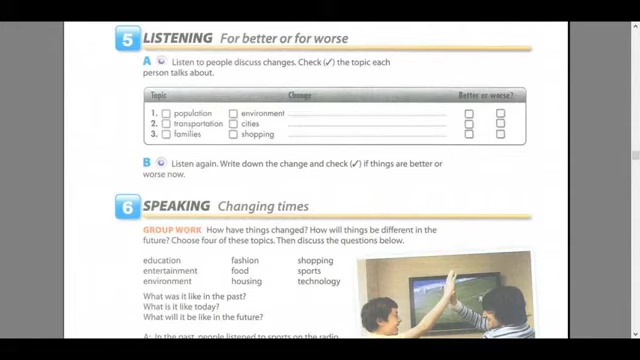 5 LISTENING For better or for worse
A Listen to people discuss changes. Check (✓) the topic each
person talks about.
Topic Change Better or worse?
1. population environment
2. transportation cities
3. families shopping
B Listen again. Write down the change and check (✓) if things are better or
worse now.
6 SPEAKING Changing times
GROUP WORK How have things changed? How will things be different in the
future? Choose four of these topics. Then discuss the questions below.
education fashion shopping
entertainment food sports
environment housing technology
What was it like in the past?
What is it like today?
What will it be like in the future?
A: In the past, people listened to sports on the radio